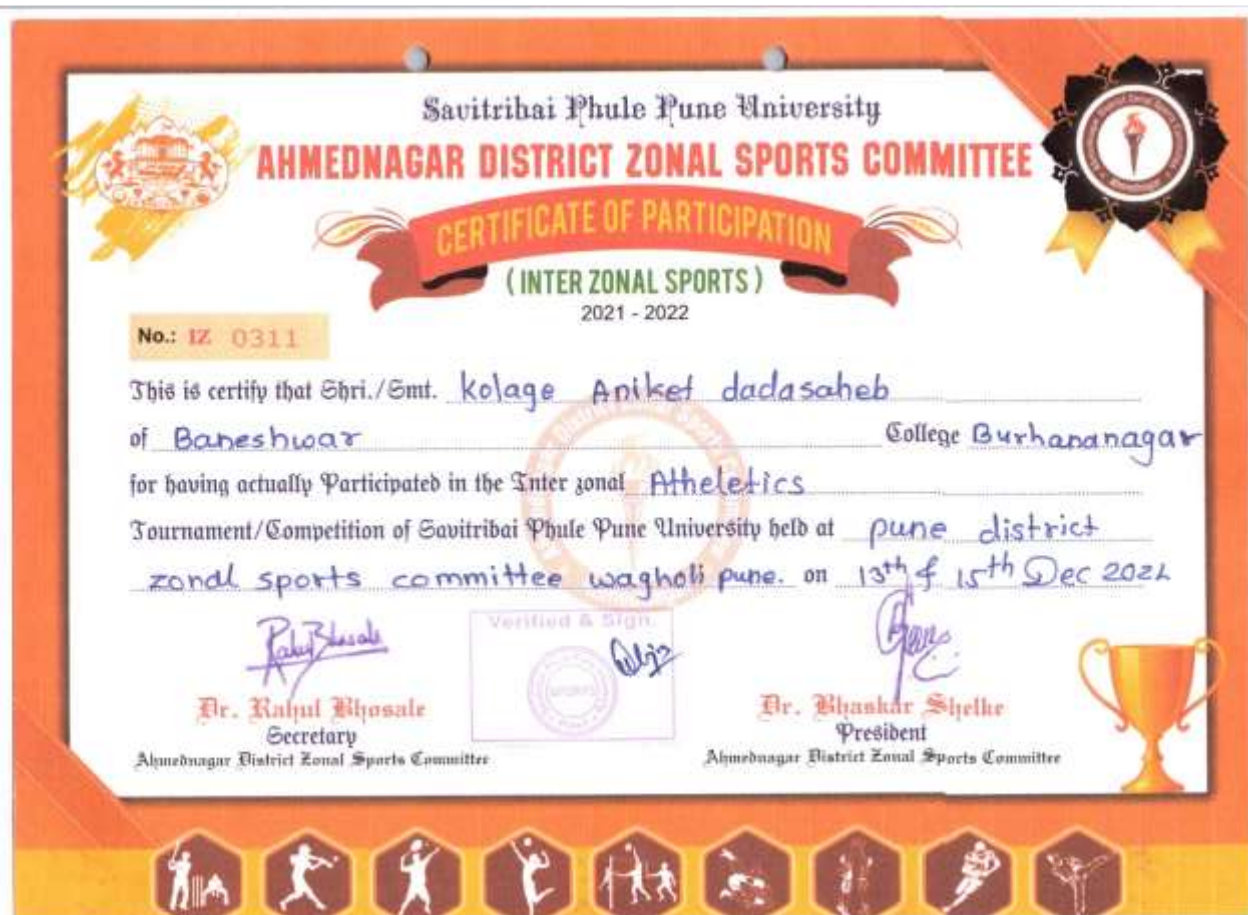 Savitribai Phule Pune University
AHMEDNAGAR DISTRICT ZONAL SPORTS COMMITTEE
CERTIFICATE OF PARTICIPATION
( INTER ZONAL SPORTS )
2021 - 2022
No.: IZ 0311
This is certify that Shri./Smt. kolage Aniket dadasaheb
of Baneshwar College Burhananagar
for having actually Participated in the Inter zonal Atheletics
Tournament/Competition of Savitribai Phule Pune University held at pune district
zonal sports committee wagholi pune. on 13th & 15th Dec 2021
Verified & Sign.
SPORTS
Dr. Rahul Bhosale
Secretary
Ahmednagar District Zonal Sports Committee
Dr. Bhaskar Shelke
President
Ahmednagar District Zonal Sports Committee